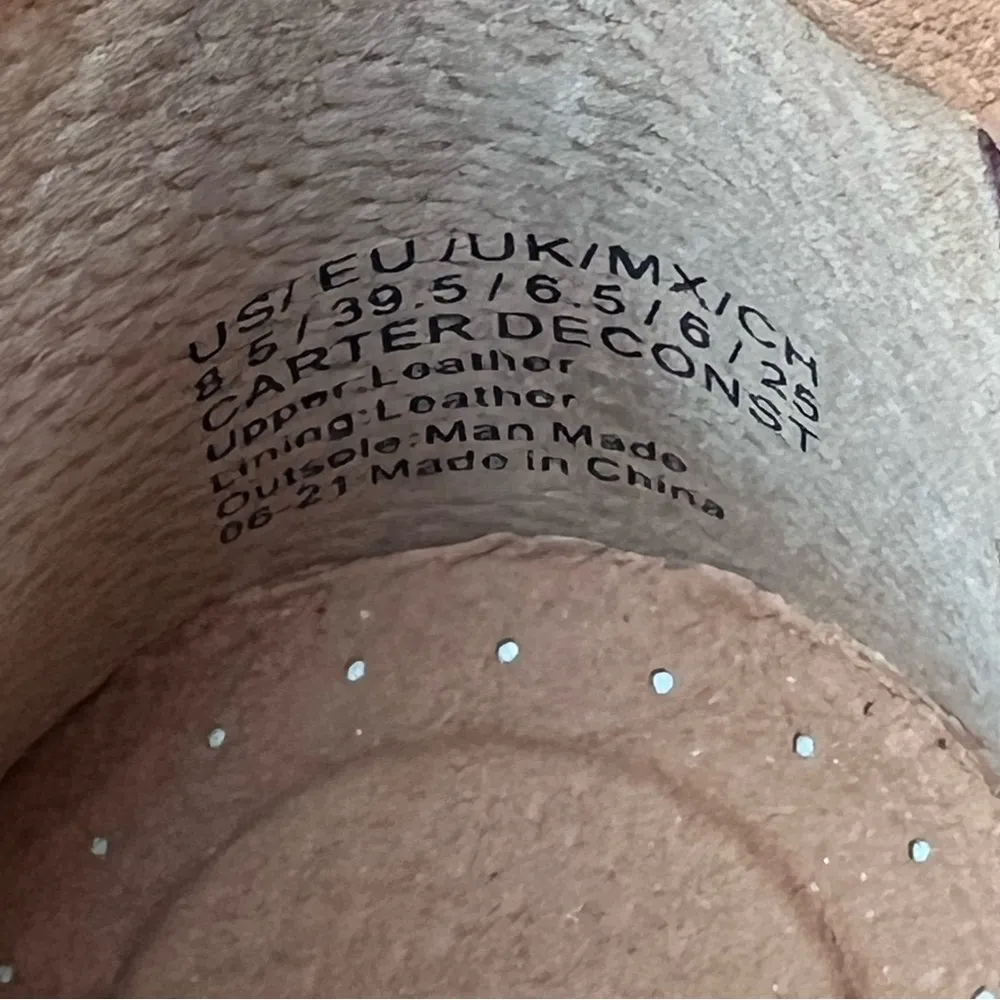 US/ EU /UK/MX/CH
8.5 / 39.5 / 6.5 / 6 / 25
CARTER DECONST
Upper:Leather
Lining:Leather
Outsole:Man Made
06-21 Made in China